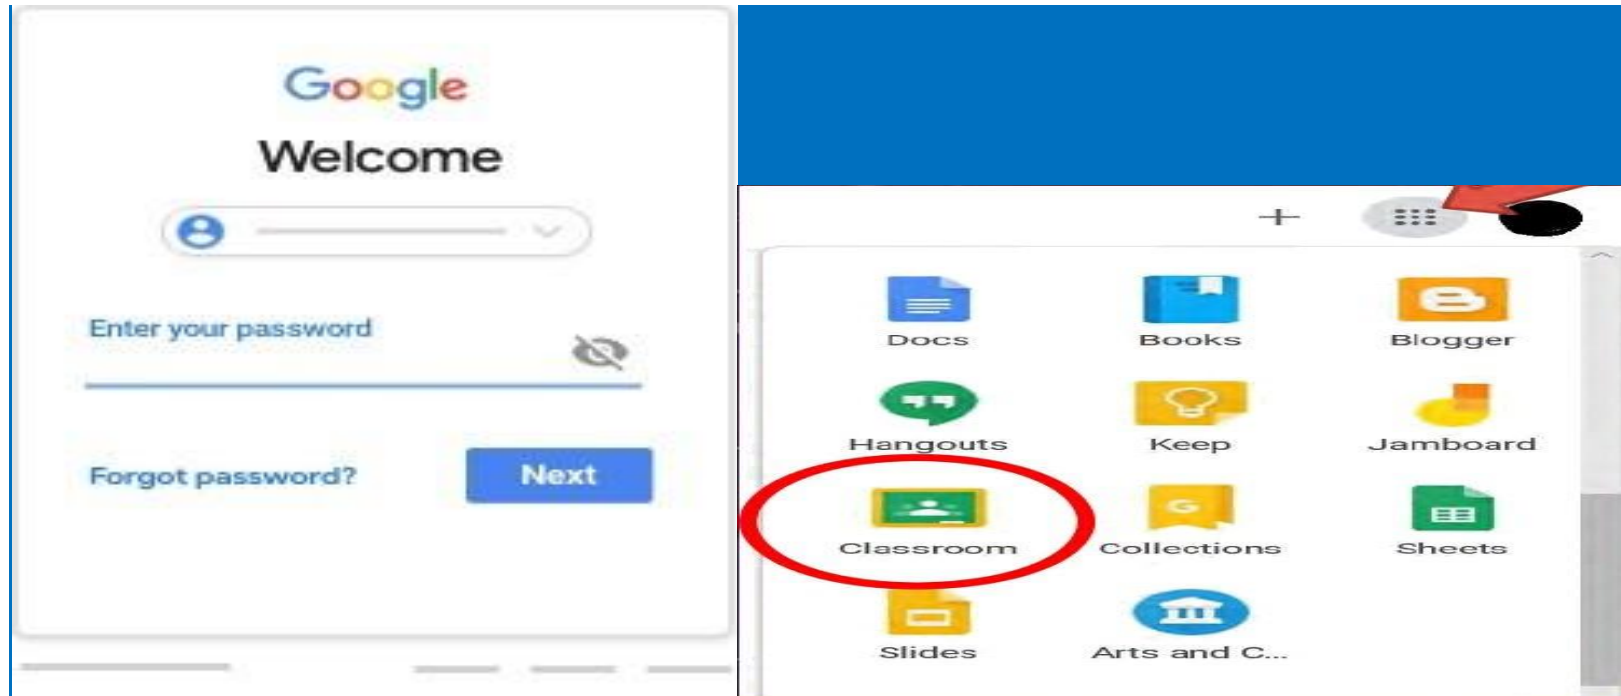 Google
Welcome
Enter your password
Forgot password?
Next
Docs
Books
Blogger
Hangouts
Keep
Jamboard
Classroom
G
Collections
Sheets
Slides
Arts and C...